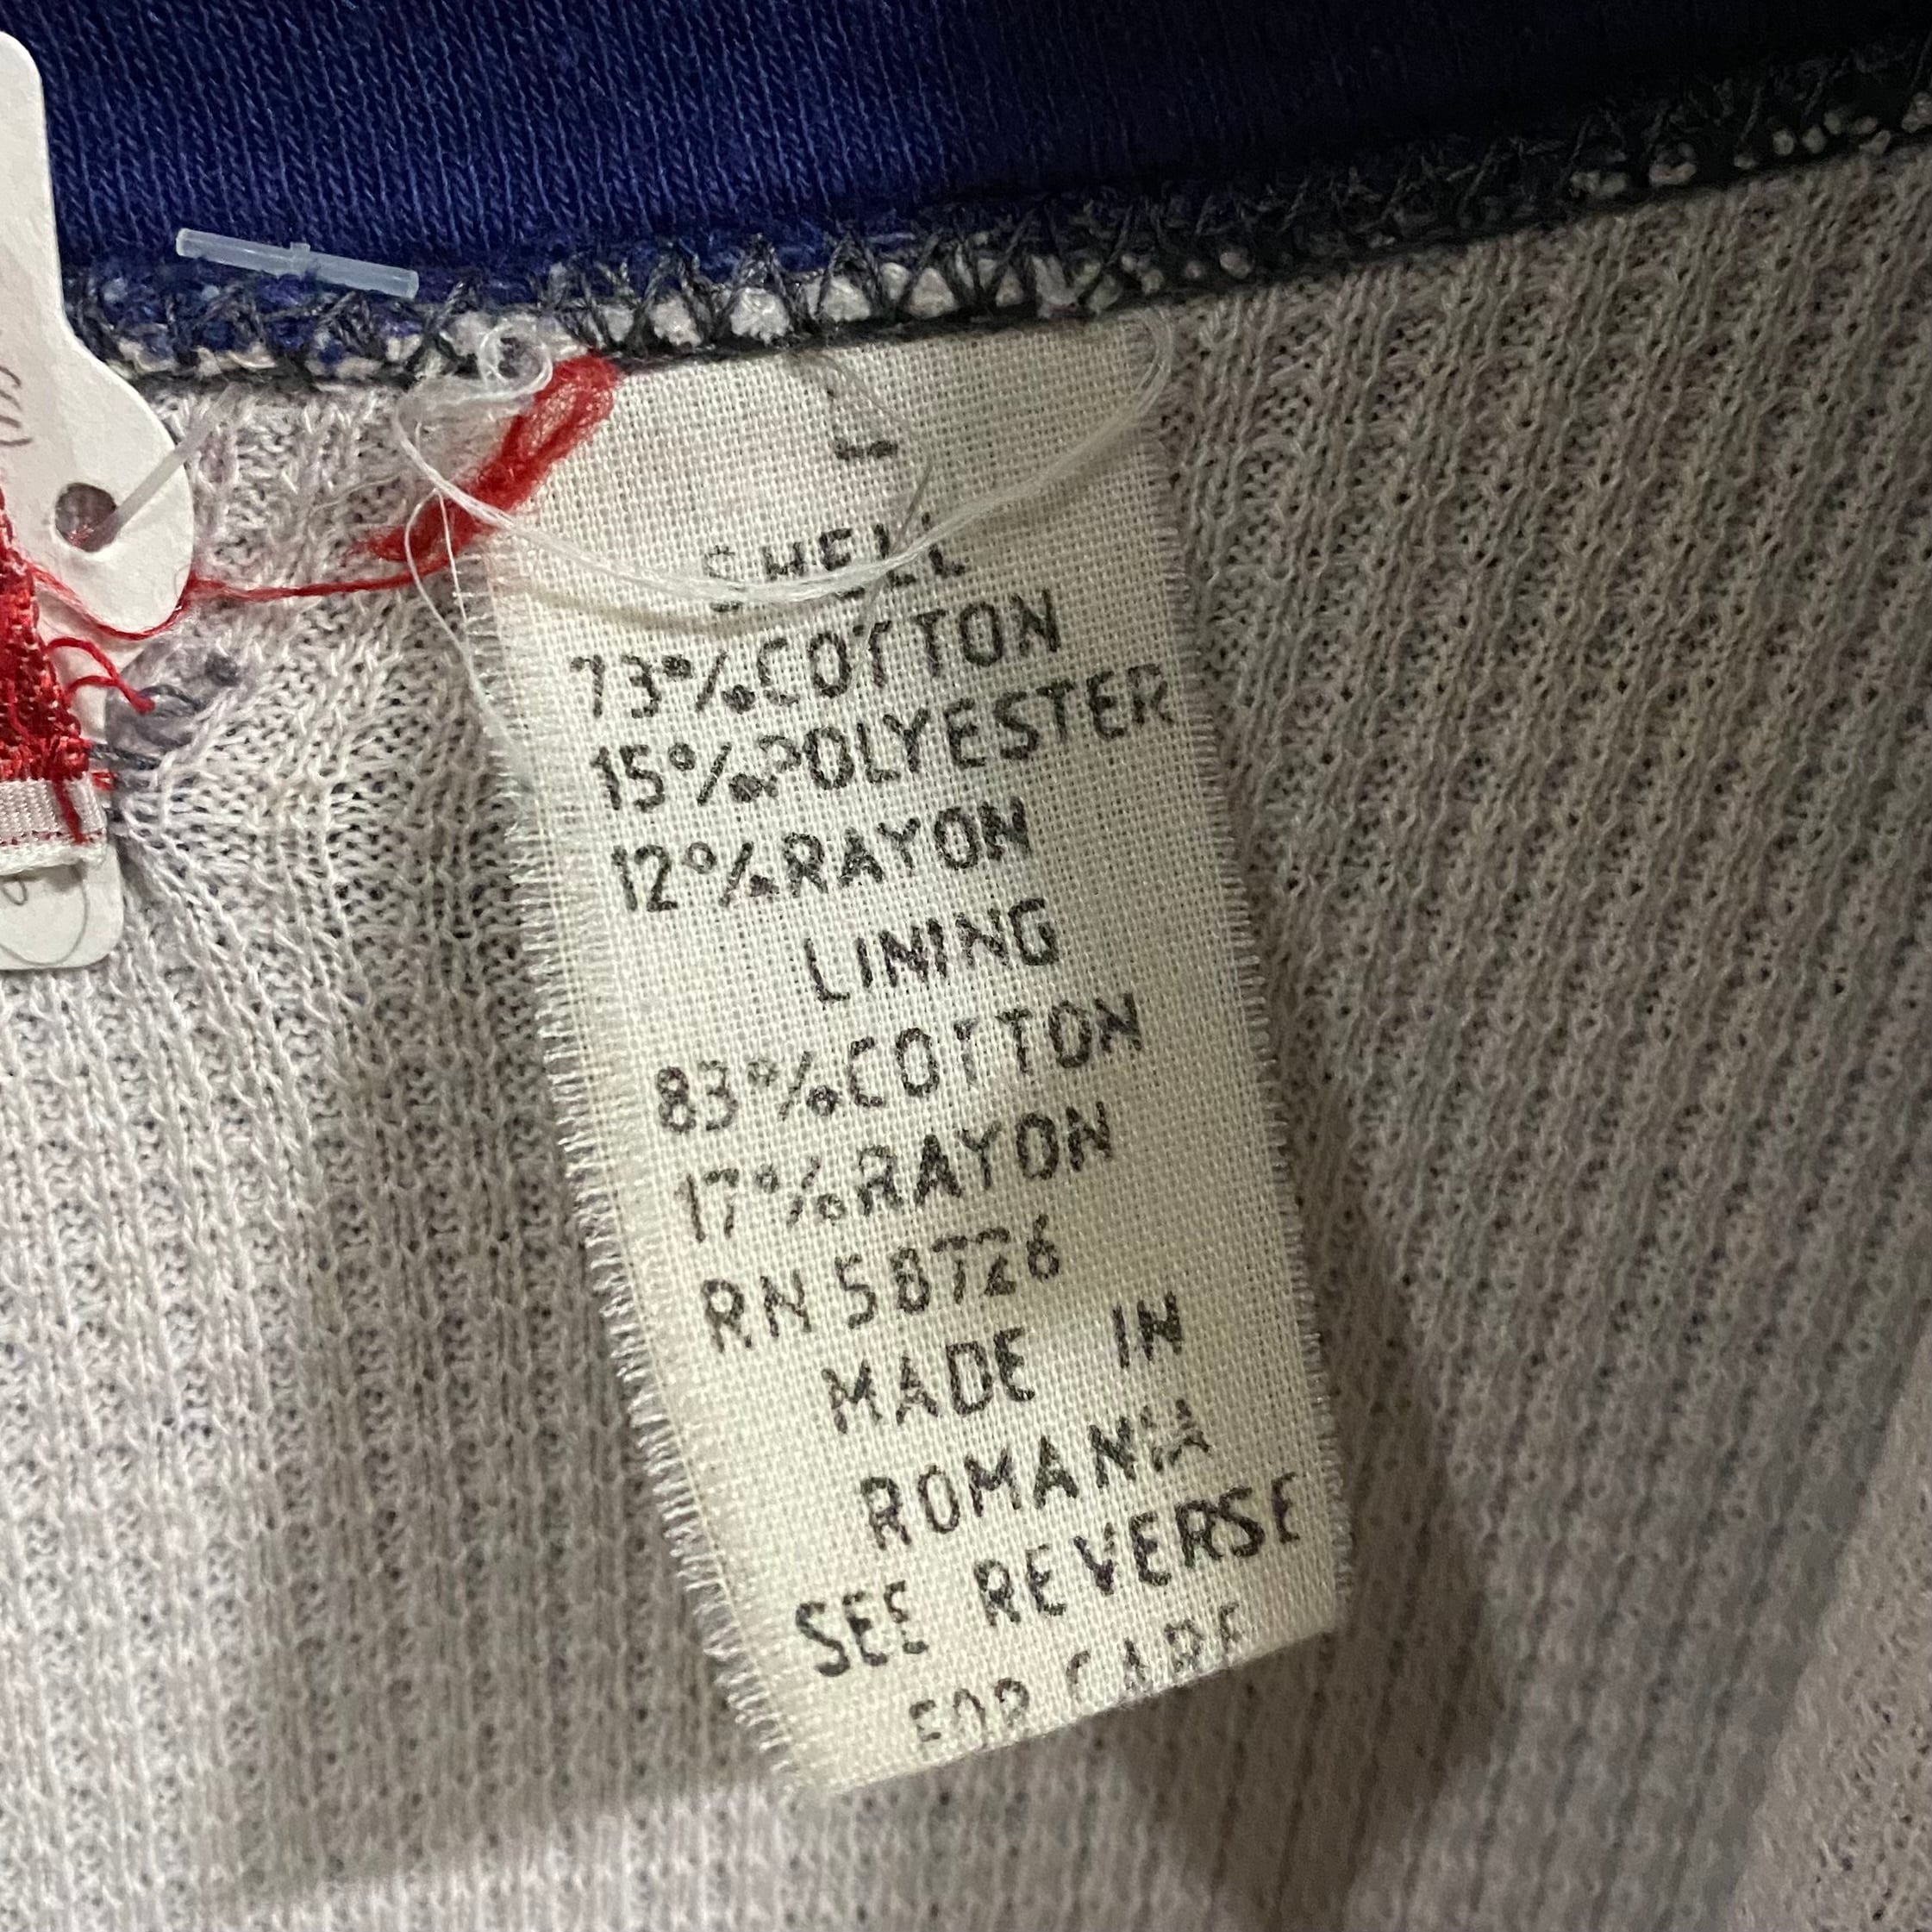 L
SHELL
73%COTTON
15%POLYESTER
12%RAYON
LINING
83%COTTON
17%RAYON
RN 58726
MADE IN
ROMANIA
SEE REVERSE
FOR CARE